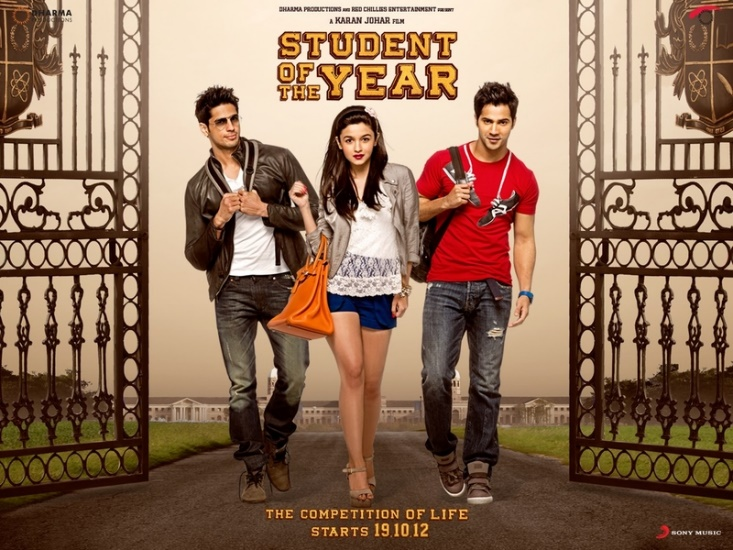 DHARMA
PRODUCTIONS
DHARMA PRODUCTIONS AND RED CHILLIES ENTERTAINMENT PRESENT
A KARAN JOHAR FILM
STUDENT
OF THE YEAR
THE COMPETITION OF LIFE
STARTS 19.10.12
SONY MUSIC